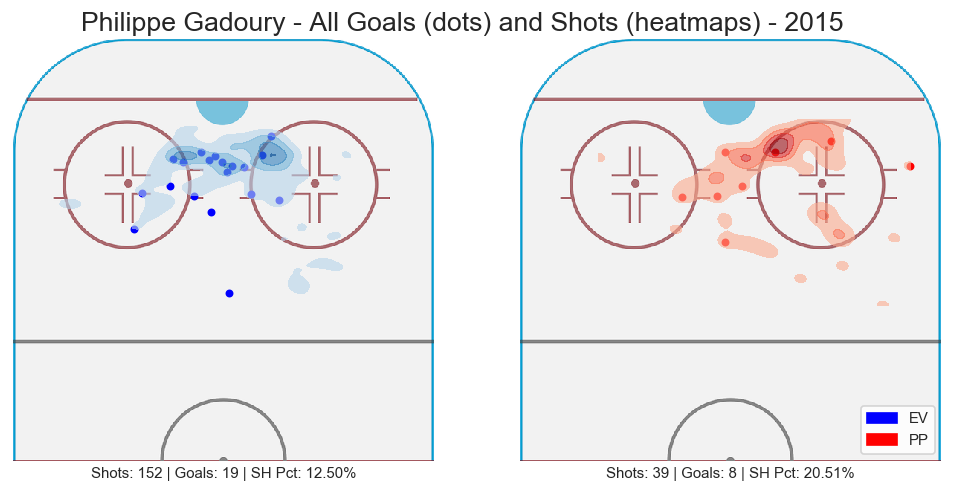 Philippe Gadoury - All Goals (dots) and Shots (heatmaps) - 2015
EV
PP
Shots: 152 | Goals: 19 | SH Pct: 12.50%
Shots: 39 | Goals: 8 | SH Pct: 20.51%